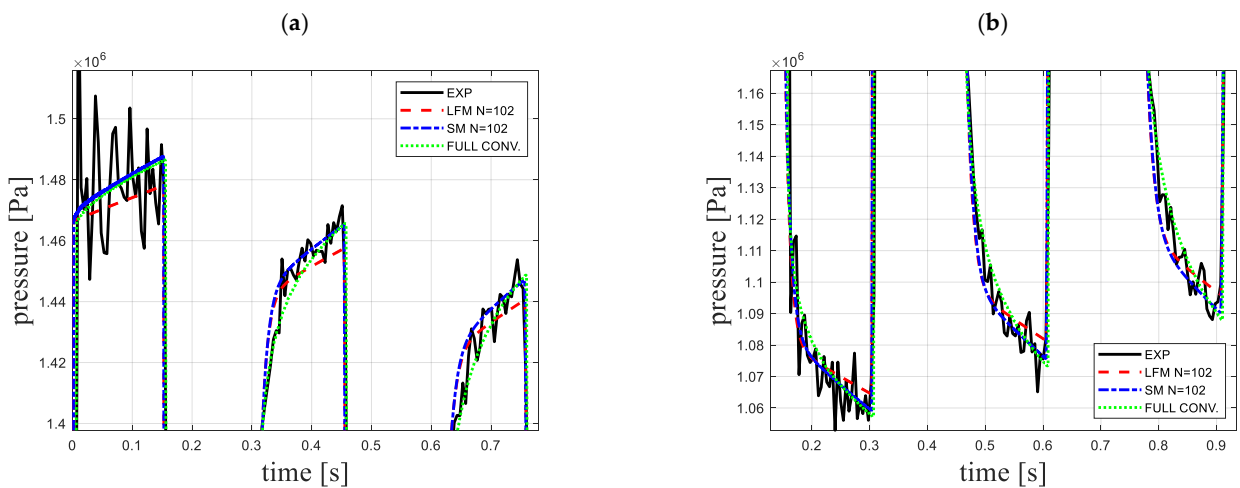 (a)
×10⁶
1.5
1.48
1.46
1.44
1.42
1.4
pressure [Pa]
0 0.1 0.2 0.3 0.4 0.5 0.6 0.7
time [s]
EXP
LFM N=102
SM N=102
FULL CONV.
(b)
×10⁶
1.16
1.15
1.14
1.13
1.12
1.11
1.1
1.09
1.08
1.07
1.06
pressure [Pa]
0.2 0.3 0.4 0.5 0.6 0.7 0.8 0.9
time [s]
EXP
LFM N=102
SM N=102
FULL CONV.